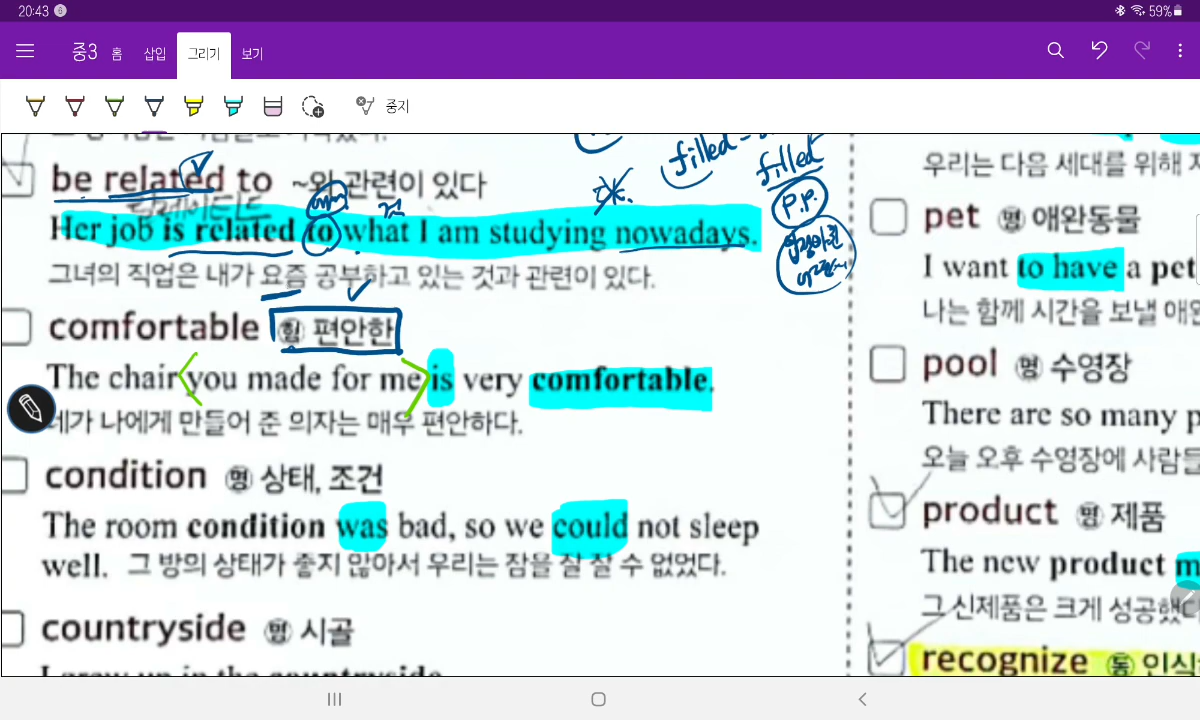 20:43
59%
중3 홈 삽입 그리기 보기
중지
be related to ~와 관련이 있다
Her job is related to what I am studying nowadays.
그녀의 직업은 내가 요즘 공부하고 있는 것과 관련이 있다.
comfortable 형 편안한
The chair you made for me is very comfortable.
네가 나에게 만들어 준 의자는 매우 편안하다.
condition 명 상태, 조건
The room condition was bad, so we could not sleep
well. 그 방의 상태가 좋지 않아서 우리는 잠을 잘 잘 수 없었다.
countryside 명 시골
I grew up in the countryside.
filled
filled
P.P.
우리는 다음 세대를 위해
pet 명 애완동물
I want to have a pet
나는 함께 시간을 보낼
pool 명 수영장
There are so many
오늘 오후 수영장에
product 명 제품
The new product
그 신제품은 크게
recognize 동